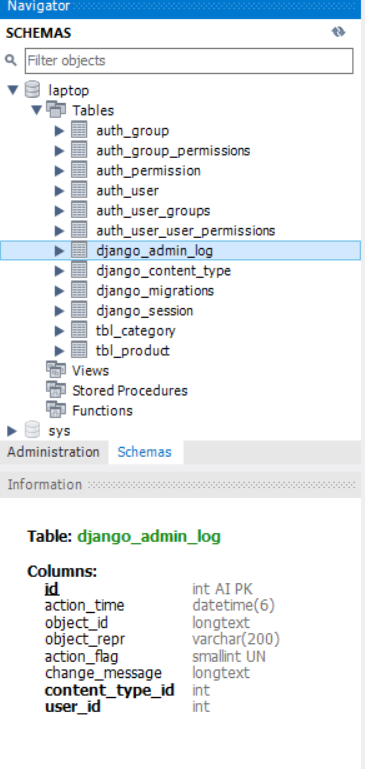 Navigator
SCHEMAS
Filter objects
laptop
Tables
auth_group
auth_group_permissions
auth_permission
auth_user
auth_user_groups
auth_user_user_permissions
django_admin_log
django_content_type
django_migrations
django_session
tbl_category
tbl_product
Views
Stored Procedures
Functions
sys
Administration Schemas
Information
Table: django_admin_log
Columns:
id int AI PK
action_time datetime(6)
object_id longtext
object_repr varchar(200)
action_flag smallint UN
change_message longtext
content_type_id int
user_id int